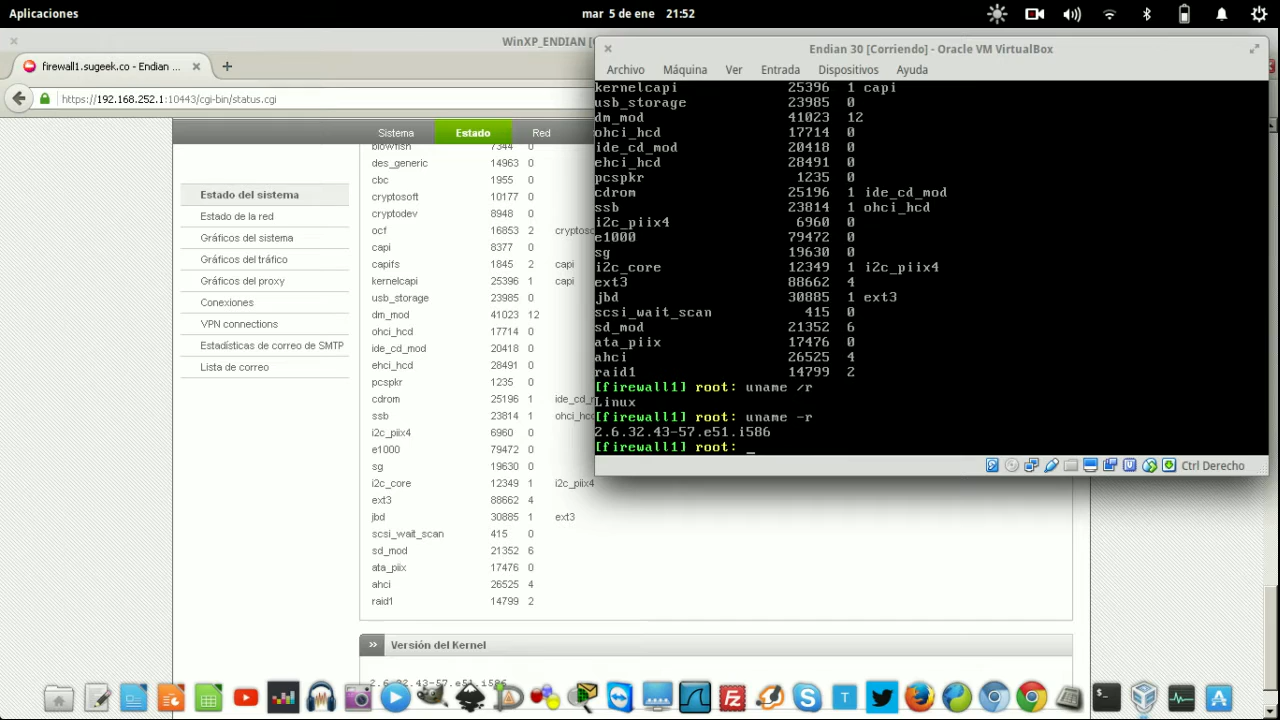 Aplicaciones
mar 5 de ene 21:52
WinXP_ENDIAN [C
firewall1.sugeek.co - Endian ...
https://192.168.252.1:10443/cgi-bin/status.cgi
Sistema Estado Red
Estado del sistema
Estado de la red
Gráficos del sistema
Gráficos del tráfico
Gráficos del proxy
Conexiones
VPN connections
Estadísticas de correo de SMTP
Lista de correo
blowfish 7344 0
des_generic 14963 0
cbc 1955 0
cryptosoft 10177 0
cryptodev 8948 0
ocf 16853 2 cryptoso
capi 8377 0
capifs 1845 2 capi
kernelcapi 25396 1 capi
usb_storage 23985 0
dm_mod 41023 12
ohci_hcd 17714 0
ide_cd_mod 20418 0
ehci_hcd 28491 0
pcspkr 1235 0
cdrom 25196 1 ide_cd_m
ssb 23814 1 ohci_hc
i2c_piix4 6960 0
e1000 79472 0
sg 19630 0
i2c_core 12349 1 i2c_piix4
ext3 88662 4
jbd 30885 1 ext3
scsi_wait_scan 415 0
sd_mod 21352 6
ata_piix 17476 0
ahci 26525 4
raid1 14799 2
Versión del Kernel
2.6.32.43-57.e51.i586
Endian 30 [Corriendo] - Oracle VM VirtualBox
Archivo Máquina Ver Entrada Dispositivos Ayuda
kernelcapi 25396 1 capi
usb_storage 23985 0
dm_mod 41023 12
ohci_hcd 17714 0
ide_cd_mod 20418 0
ehci_hcd 28491 0
pcspkr 1235 0
cdrom 25196 1 ide_cd_mod
ssb 23814 1 ohci_hcd
i2c_piix4 6960 0
e1000 79472 0
sg 19630 0
i2c_core 12349 1 i2c_piix4
ext3 88662 4
jbd 30885 1 ext3
scsi_wait_scan 415 0
sd_mod 21352 6
ata_piix 17476 0
ahci 26525 4
raid1 14799 2
[firewall1] root: uname /r
Linux
[firewall1] root: uname -r
2.6.32.43-57.e51.i586
[firewall1] root: _
Ctrl Derecho